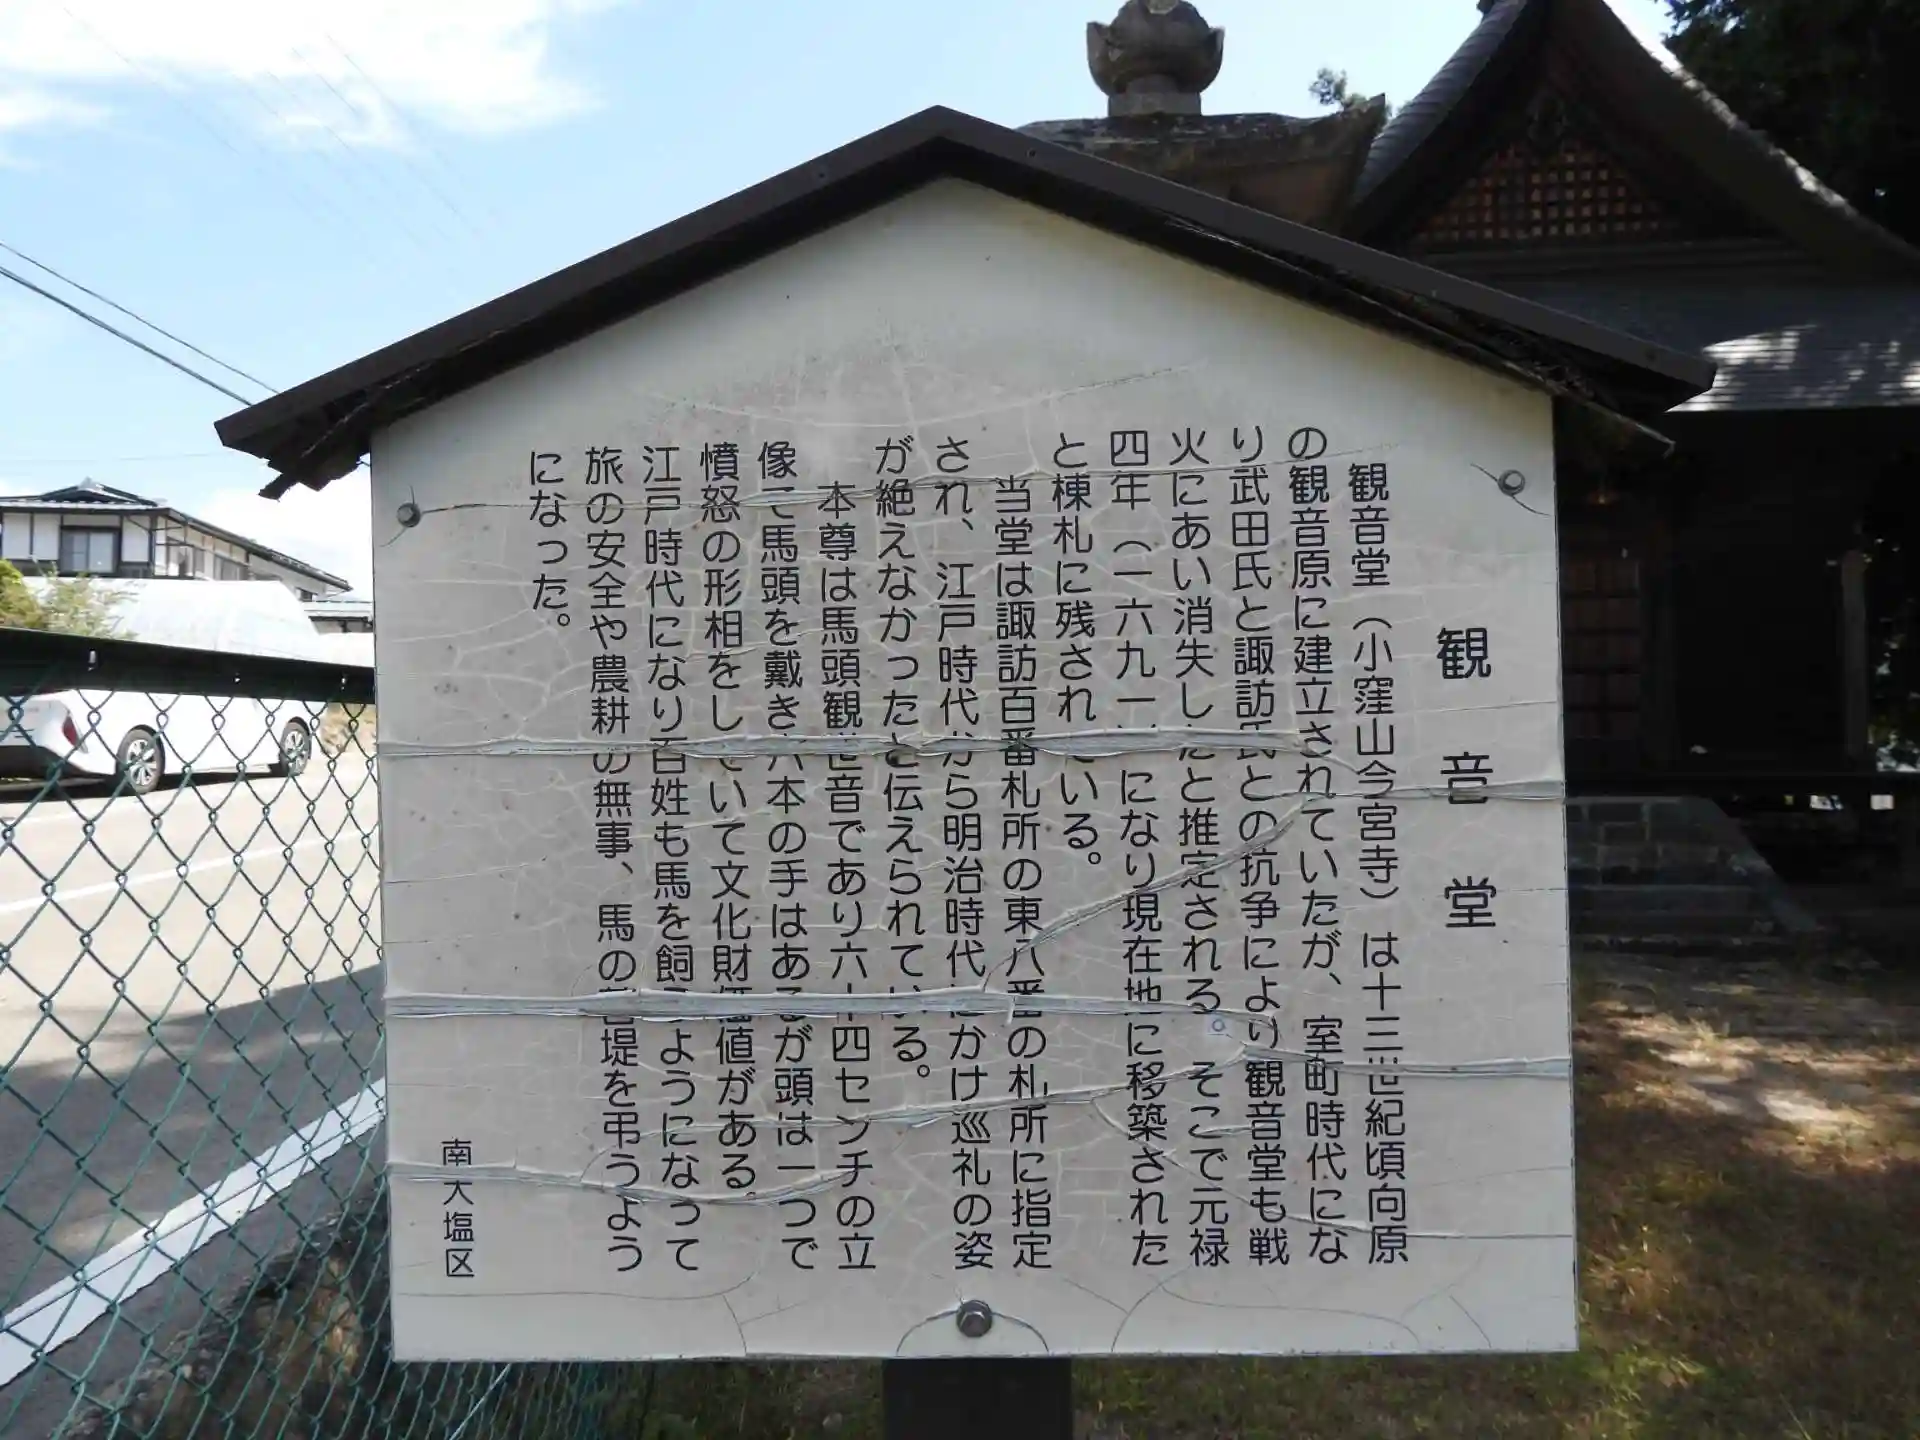 観音堂
観音堂（小窪山今宮寺）は十三世紀頃向原
の観音原に建立されていたが、室町時代にな
り武田氏と諏訪氏との抗争により観音堂も戦
火にあい消失したと推定される。そこで元禄
四年（一六九一）になり現在地に移築された
と棟札に残されている。
当堂は諏訪百番札所の東八番の札所に指定
され、江戸時代から明治時代にかけ巡礼の姿
が絶えなかったと伝えられている。
本尊は馬頭観世音であり六十四センチの立
像で馬頭を戴き六本の手はあるが頭は一つで
憤怒の形相をしていて文化財価値がある。
江戸時代になり百姓も馬を飼うようになって
旅の安全や農耕の無事、馬の菩提を弔うよう
になった。
南大塩区